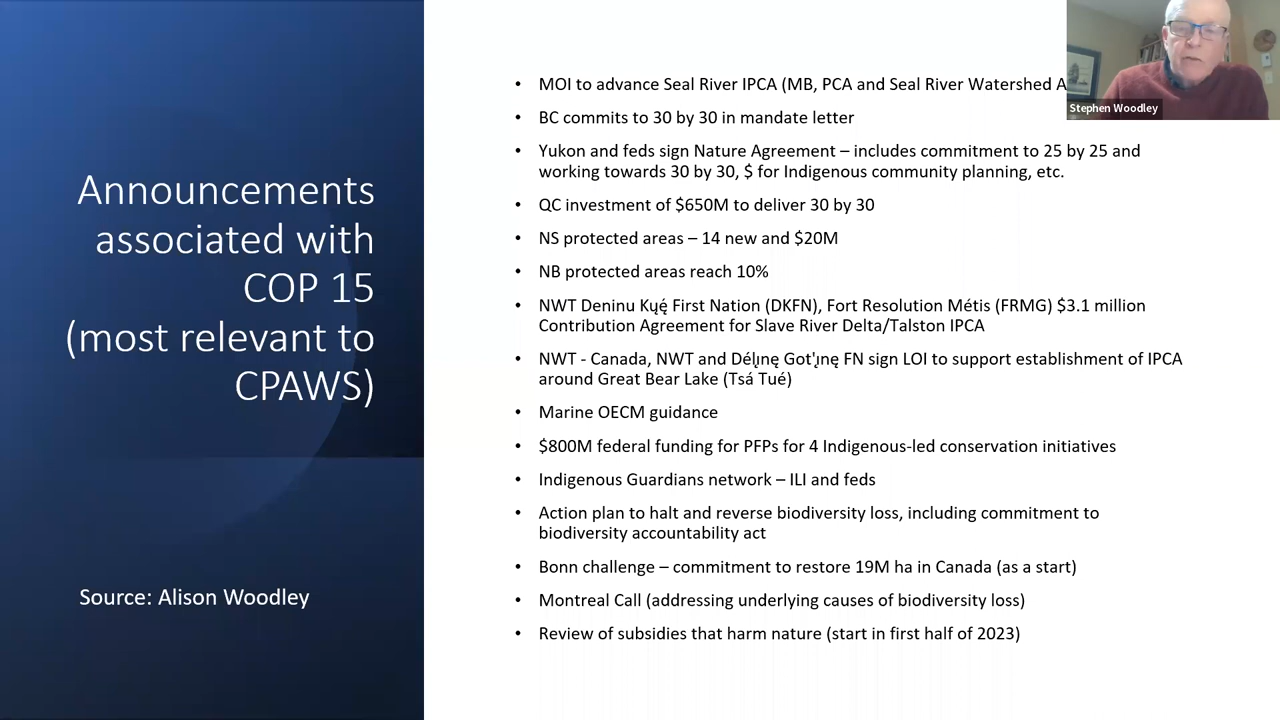 Announcements
associated with
COP 15
(most relevant to
CPAWS)
Source: Alison Woodley
• MOI to advance Seal River IPCA (MB, PCA and Seal River Watershed A
• BC commits to 30 by 30 in mandate letter
• Yukon and feds sign Nature Agreement – includes commitment to 25 by 25 and
working towards 30 by 30, $ for Indigenous community planning, etc.
• QC investment of $650M to deliver 30 by 30
• NS protected areas – 14 new and $20M
• NB protected areas reach 10%
• NWT Deninu Kųę́ First Nation (DKFN), Fort Resolution Métis (FRMG) $3.1 million
Contribution Agreement for Slave River Delta/Talston IPCA
• NWT - Canada, NWT and Délı̨nę Got'ı̨nę FN sign LOI to support establishment of IPCA
around Great Bear Lake (Tsá Tué)
• Marine OECM guidance
• $800M federal funding for PFPs for 4 Indigenous-led conservation initiatives
• Indigenous Guardians network – ILI and feds
• Action plan to halt and reverse biodiversity loss, including commitment to
biodiversity accountability act
• Bonn challenge – commitment to restore 19M ha in Canada (as a start)
• Montreal Call (addressing underlying causes of biodiversity loss)
• Review of subsidies that harm nature (start in first half of 2023)
Stephen Woodley